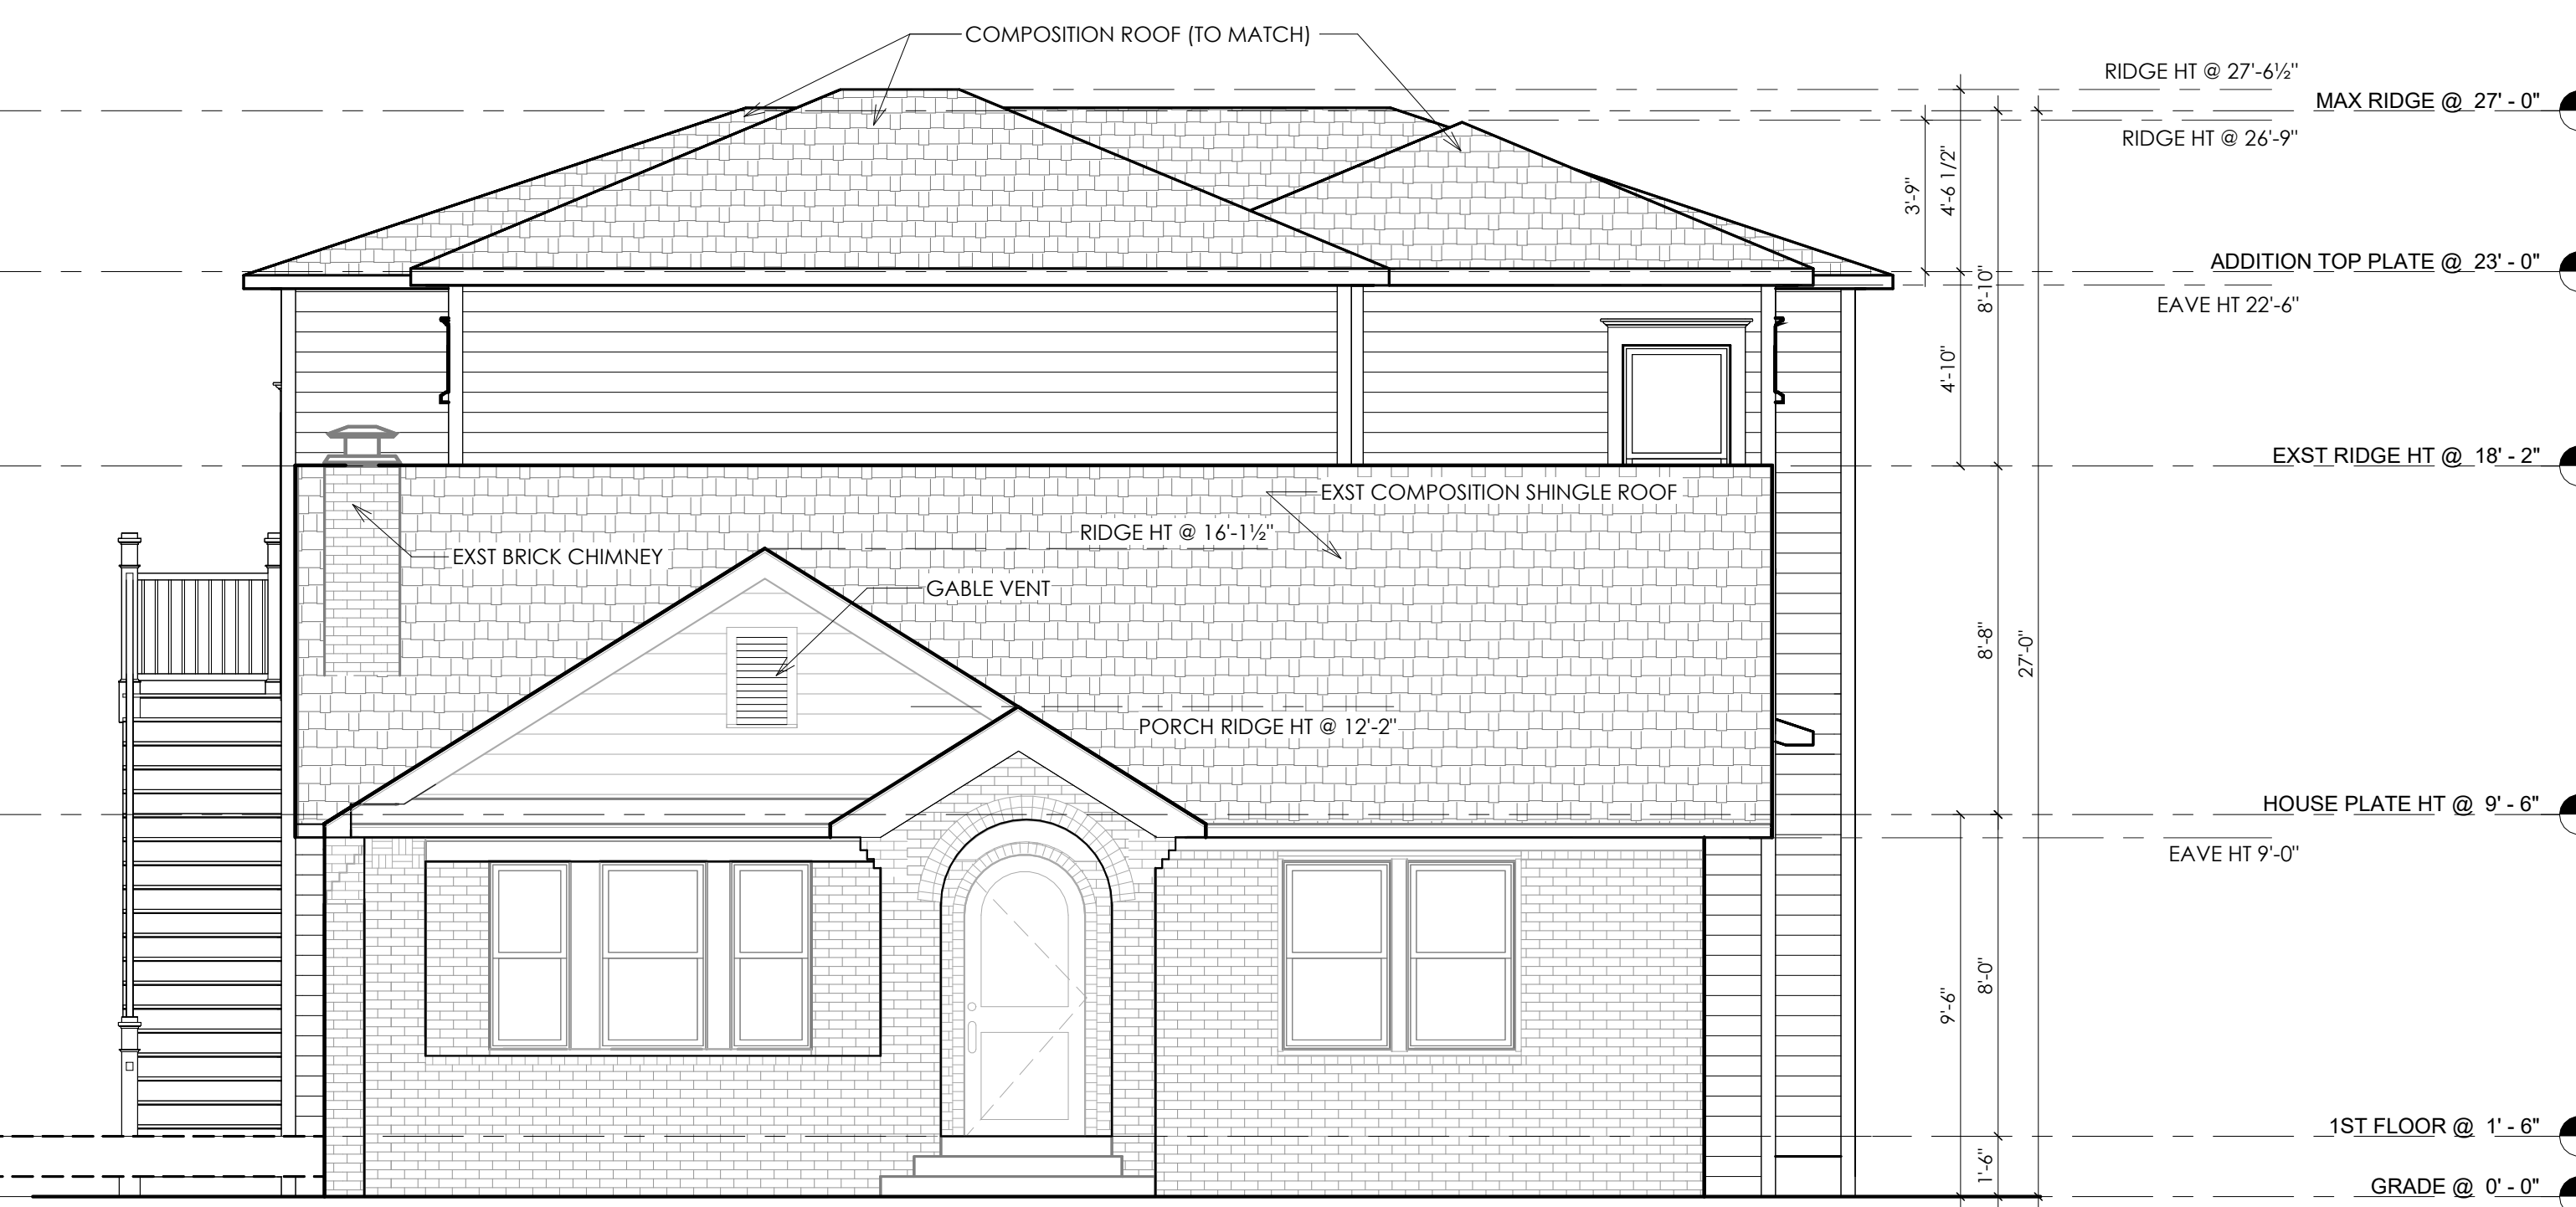 COMPOSITION ROOF (TO MATCH)
RIDGE HT @ 27'-6½"
MAX RIDGE @ 27' - 0"
RIDGE HT @ 26'-9"
3'-9"
4'-6 1/2"
ADDITION TOP PLATE @ 23' - 0"
8'-10"
EAVE HT 22'-6"
4'-10"
EXST RIDGE HT @ 18' - 2"
EXST COMPOSITION SHINGLE ROOF
RIDGE HT @ 16'-1½"
EXST BRICK CHIMNEY
GABLE VENT
8'-8"
27'-0"
PORCH RIDGE HT @ 12'-2"
HOUSE PLATE HT @ 9' - 6"
EAVE HT 9'-0"
8'-0"
9'-6"
1ST FLOOR @ 1' - 6"
1'-6"
GRADE @ 0' - 0"